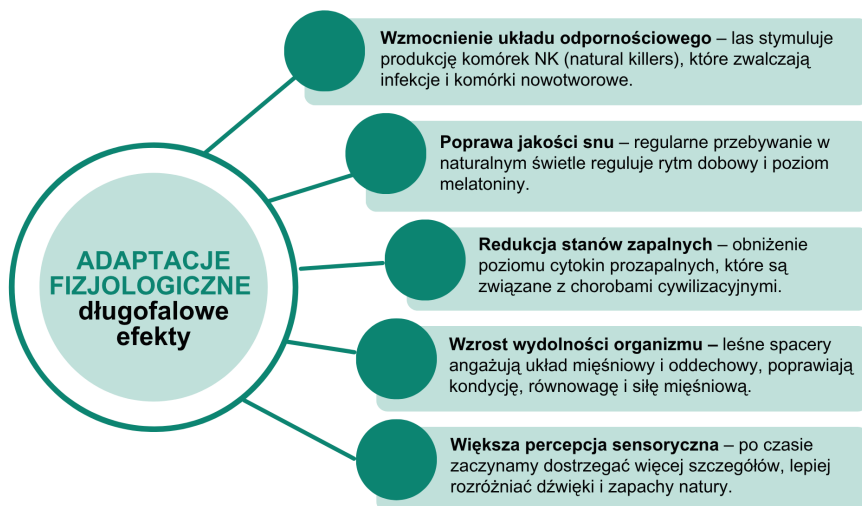 ADAPTACJE
FIZJOLOGICZNE
długofalowe
efekty
Wzmocnienie układu odpornościowego – las stymuluje
produkcję komórek NK (natural killers), które zwalczają
infekcje i komórki nowotworowe.
Poprawa jakości snu – regularne przebywanie w
naturalnym świetle reguluje rytm dobowy i poziom
melatoniny.
Redukcja stanów zapalnych – obniżenie
poziomu cytokin prozapalnych, które są
związane z chorobami cywilizacyjnymi.
Wzrost wydolności organizmu – leśne spacery
angażują układ mięśniowy i oddechowy, poprawiają
kondycję, równowagę i siłę mięśniową.
Większa percepcja sensoryczna – po czasie
zaczynamy dostrzegać więcej szczegółów, lepiej
rozróżniać dźwięki i zapachy natury.